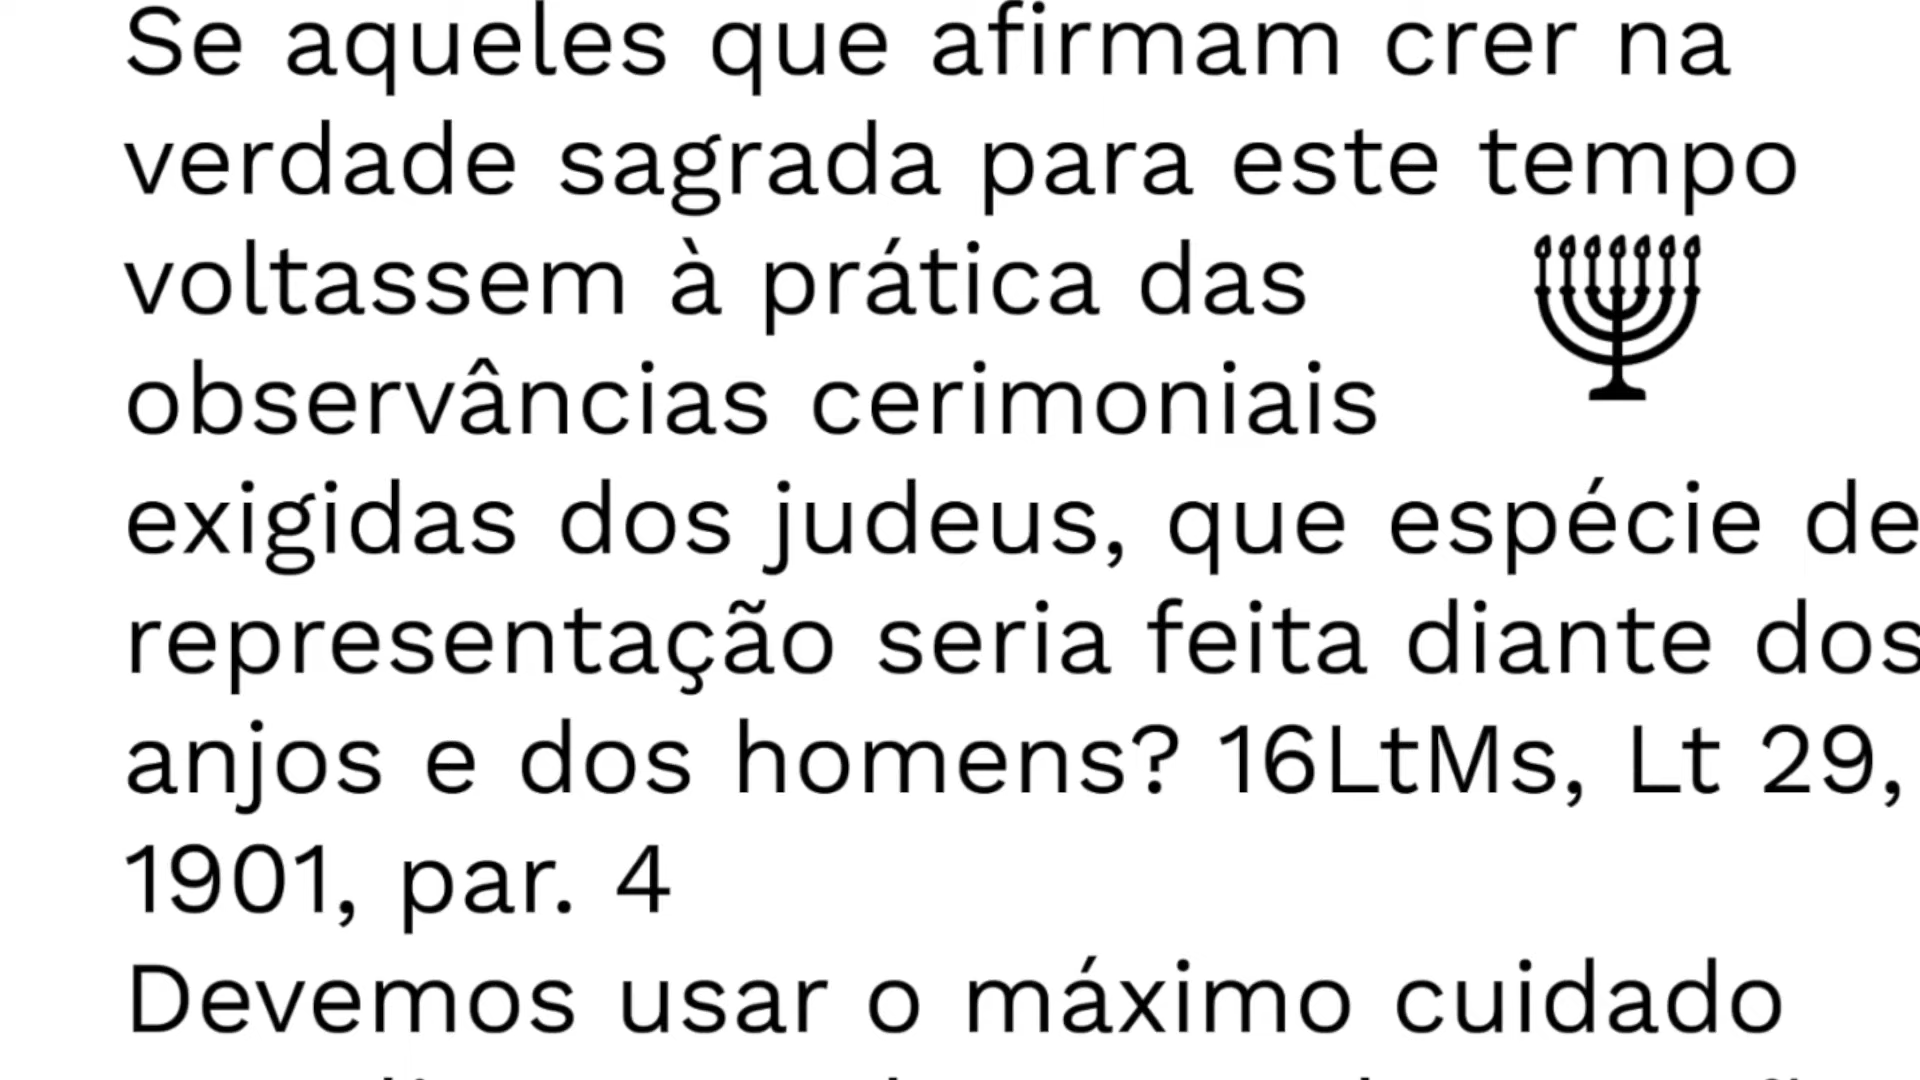 Se aqueles que afirmam crer na
verdade sagrada para este tempo
voltassem à prática das
observâncias cerimoniais
exigidas dos judeus, que espécie de
representação seria feita diante dos
anjos e dos homens? 16LtMs, Lt 29,
1901, par. 4
Devemos usar o máximo cuidado